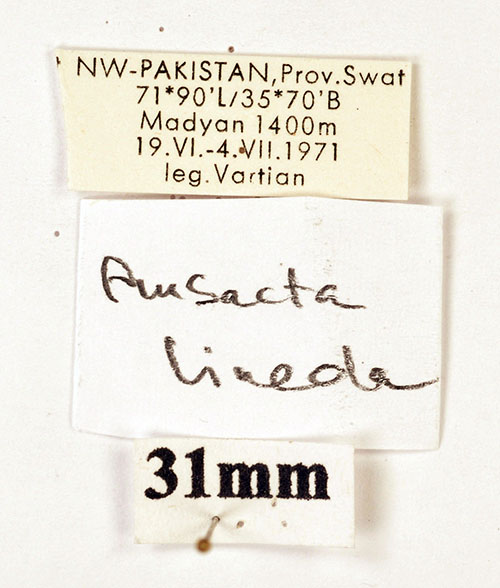 NW-PAKISTAN,Prov.Swat
71*90'L/35*70'B
Madyan 1400m
19.VI.-4.VII.1971
leg.Vartian
Amsacta
lineola
31mm